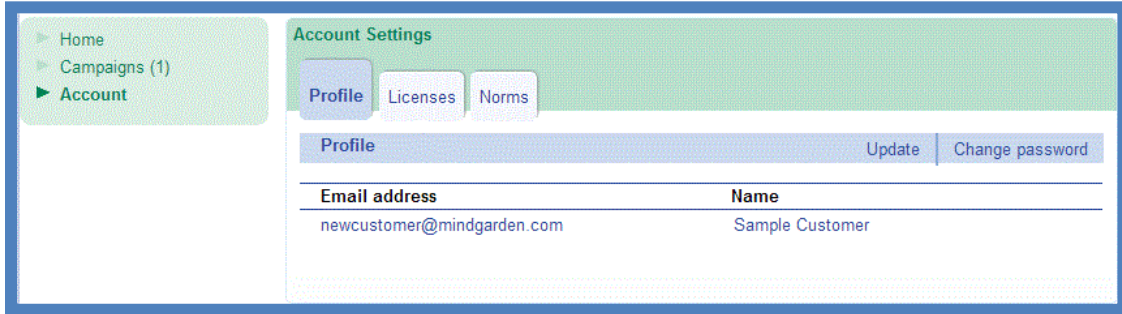 Home
Campaigns (1)
Account
Account Settings
Profile Licenses Norms
Profile Update Change password
Email address Name
newcustomer@mindgarden.com Sample Customer